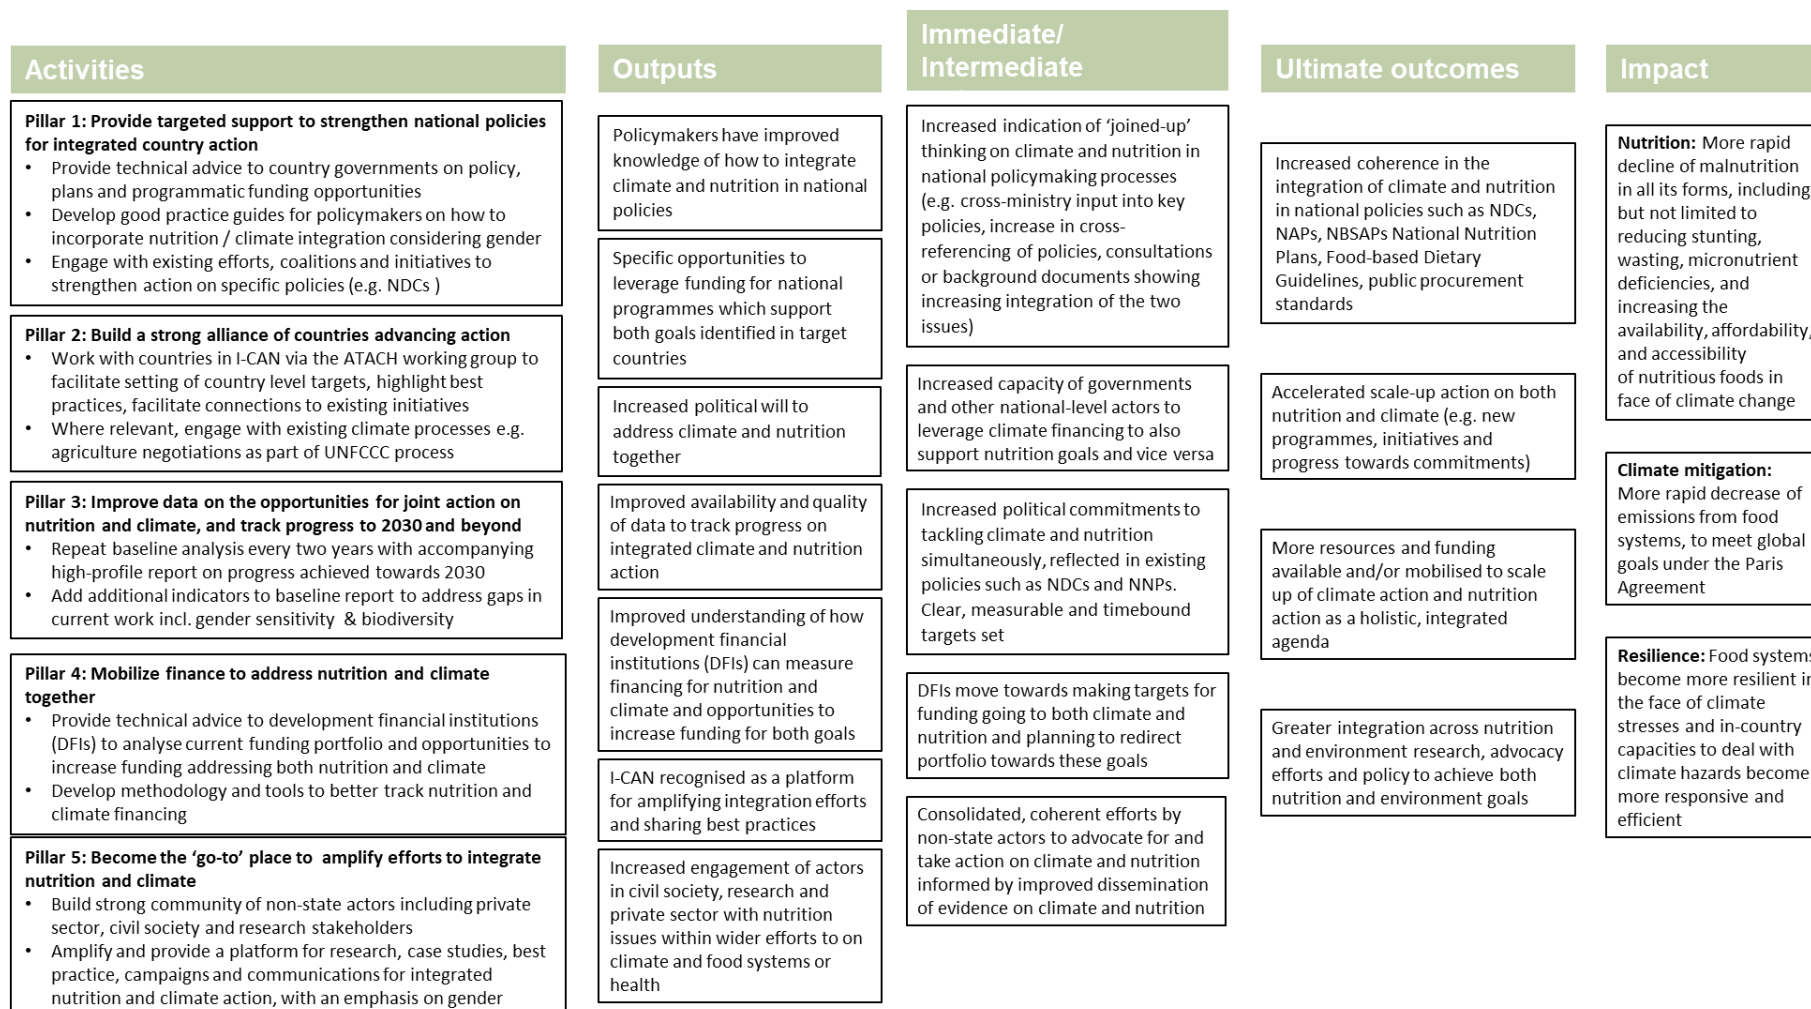 Activities
Pillar 1: Provide targeted support to strengthen national policies
for integrated country action
• Provide technical advice to country governments on policy,
plans and programmatic funding opportunities
• Develop good practice guides for policymakers on how to
incorporate nutrition / climate integration considering gender
• Engage with existing efforts, coalitions and initiatives to
strengthen action on specific policies (e.g. NDCs )
Pillar 2: Build a strong alliance of countries advancing action
• Work with countries in I-CAN via the ATACH working group to
facilitate setting of country level targets, highlight best
practices, facilitate connections to existing initiatives
• Where relevant, engage with existing climate processes e.g.
agriculture negotiations as part of UNFCCC process
Pillar 3: Improve data on the opportunities for joint action on
nutrition and climate, and track progress to 2030 and beyond
• Repeat baseline analysis every two years with accompanying
high-profile report on progress achieved towards 2030
• Add additional indicators to baseline report to address gaps in
current work incl. gender sensitivity & biodiversity
Pillar 4: Mobilize finance to address nutrition and climate
together
• Provide technical advice to development financial institutions
(DFIs) to analyse current funding portfolio and opportunities to
increase funding addressing both nutrition and climate
• Develop methodology and tools to better track nutrition and
climate financing
Pillar 5: Become the ‘go-to’ place to amplify efforts to integrate
nutrition and climate
• Build strong community of non-state actors including private
sector, civil society and research stakeholders
• Amplify and provide a platform for research, case studies, best
practice, campaigns and communications for integrated
nutrition and climate action, with an emphasis on gender
Outputs
Policymakers have improved
knowledge of how to integrate
climate and nutrition in national
policies
Specific opportunities to
leverage funding for national
programmes which support
both goals identified in target
countries
Increased political will to
address climate and nutrition
together
Improved availability and quality
of data to track progress on
integrated climate and nutrition
action
Improved understanding of how
development financial
institutions (DFIs) can measure
financing for nutrition and
climate and opportunities to
increase funding for both goals
I-CAN recognised as a platform
for amplifying integration efforts
and sharing best practices
Increased engagement of actors
in civil society, research and
private sector with nutrition
issues within wider efforts to on
climate and food systems or
health
Immediate/
Intermediate
Increased indication of ‘joined-up’
thinking on climate and nutrition in
national policymaking processes
(e.g. cross-ministry input into key
policies, increase in cross-
referencing of policies, consultations
or background documents showing
increasing integration of the two
issues)
Increased capacity of governments
and other national-level actors to
leverage climate financing to also
support nutrition goals and vice versa
Increased political commitments to
tackling climate and nutrition
simultaneously, reflected in existing
policies such as NDCs and NNPs.
Clear, measurable and timebound
targets set
DFIs move towards making targets for
funding going to both climate and
nutrition and planning to redirect
portfolio towards these goals
Consolidated, coherent efforts by
non-state actors to advocate for and
take action on climate and nutrition
informed by improved dissemination
of evidence on climate and nutrition
Ultimate outcomes
Increased coherence in the
integration of climate and nutrition
in national policies such as NDCs,
NAPs, NBSAPs National Nutrition
Plans, Food-based Dietary
Guidelines, public procurement
standards
Accelerated scale-up action on both
nutrition and climate (e.g. new
programmes, initiatives and
progress towards commitments)
More resources and funding
available and/or mobilised to scale
up of climate action and nutrition
action as a holistic, integrated
agenda
Greater integration across nutrition
and environment research, advocacy
efforts and policy to achieve both
nutrition and environment goals
Impact
Nutrition: More rapid
decline of malnutrition
in all its forms, including
but not limited to
reducing stunting,
wasting, micronutrient
deficiencies, and
increasing the
availability, affordability,
and accessibility
of nutritious foods in
face of climate change
Climate mitigation:
More rapid decrease of
emissions from food
systems, to meet global
goals under the Paris
Agreement
Resilience: Food systems
become more resilient in
the face of climate
stresses and in-country
capacities to deal with
climate hazards become
more responsive and
efficient